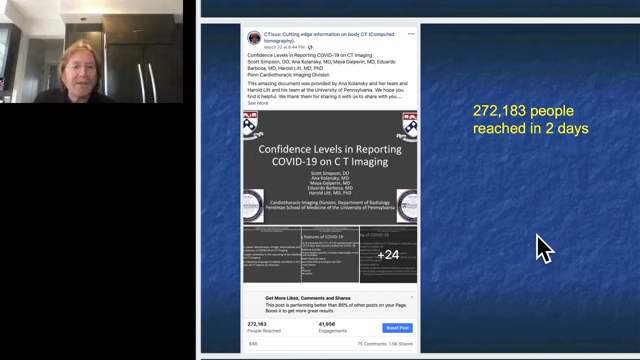 CTisus: Cutting edge information on body CT (Computed
tomography).
March 22 at 6:44 PM
Confidence Levels in Reporting COVID-19 on CT Imaging
Scott Simpson, DO, Ana Kolansky, MD, Maya Galperin, MD, Eduardo
Barbosa, MD, Harold Litt, MD, PhD
Penn Cardiothoracic Imaging Division
This amazing document was provided by Ana Kolansky and her team and
Harold Litt and his team at the University of Pennsylvania. We hope you
find it helpful. We thank them for sharing it with us to share with you....
See More
272,183 people
reached in 2 days
Confidence Levels in Reporting
COVID-19 on C T Imaging
Scott Simpson, DO
Ana Kolansky, MD
Maya Galperin, MD
Eduardo Barbosa, MD
Harold Litt, MD, PhD
Cardiothoracic Imaging Division, Department of Radiology
Perelman School of Medicine of the University of Pennsylvania
Features of COVID-19
+24
Get More Likes, Comments and Shares
This post is performing better than 85% of other posts on your Page.
Boost it to get more great results.
272,183
People Reached
41,956
Engagements
Boost Post
846
75 Comments 1.5K Shares